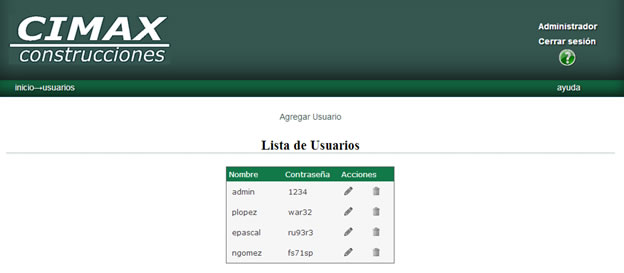 CIMAX
construcciones
Administrador
Cerrar sesión
?
inicio→usuarios
ayuda
Agregar Usuario
Lista de Usuarios
Nombre Contraseña Acciones
admin 1234
plopez war32
epascal ru93r3
ngomez fs71sp